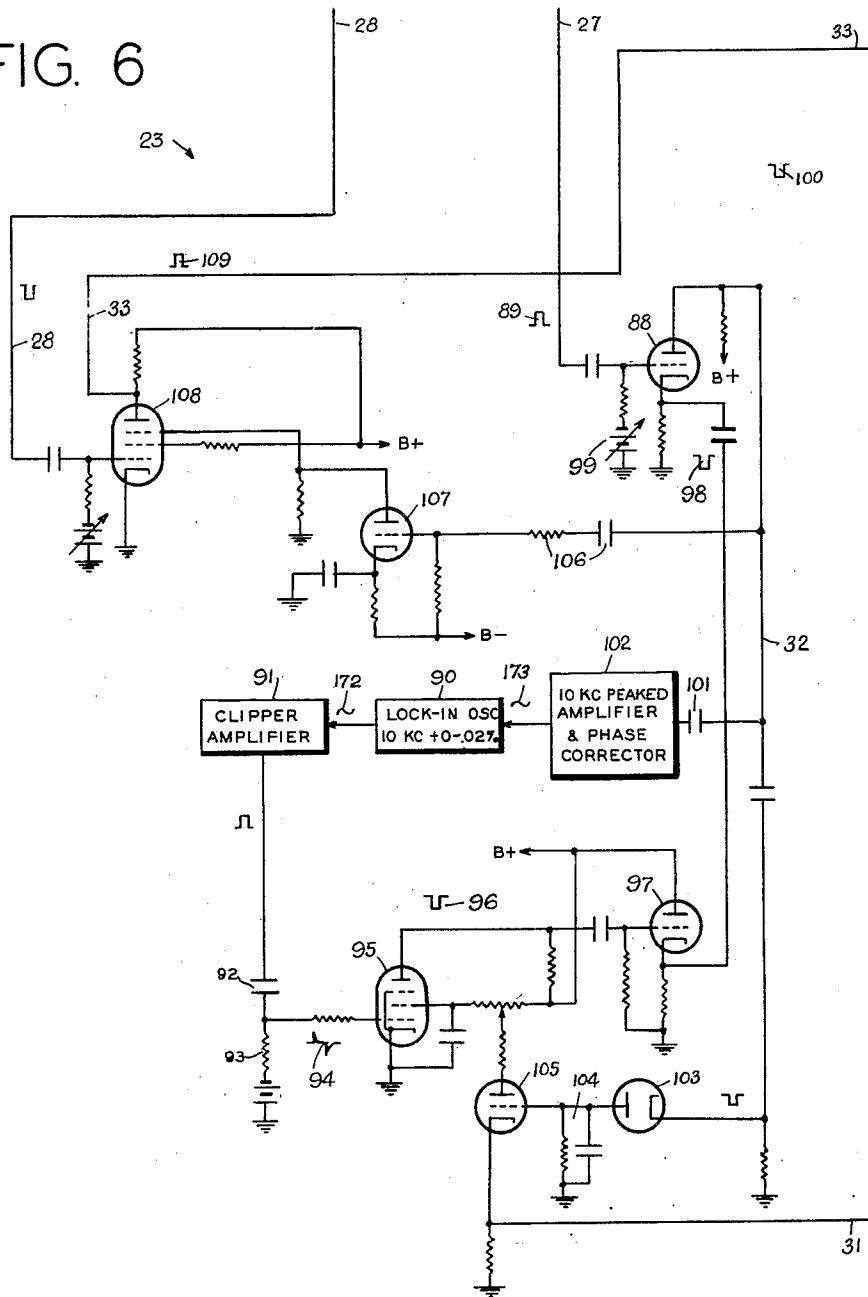 FIG. 6
28
27
33
23
100
109
89
33
28
88
108
B+
B+
99
98
107
106
B-
32
102
101
91
172
90
173
CLIPPER
AMPLIFIER
LOCK-IN OSC
10 KC +0-.02%
10 KC PEAKED
AMPLIFIER
& PHASE
CORRECTOR
B+
96
97
95
92
93
94
105
104
103
31